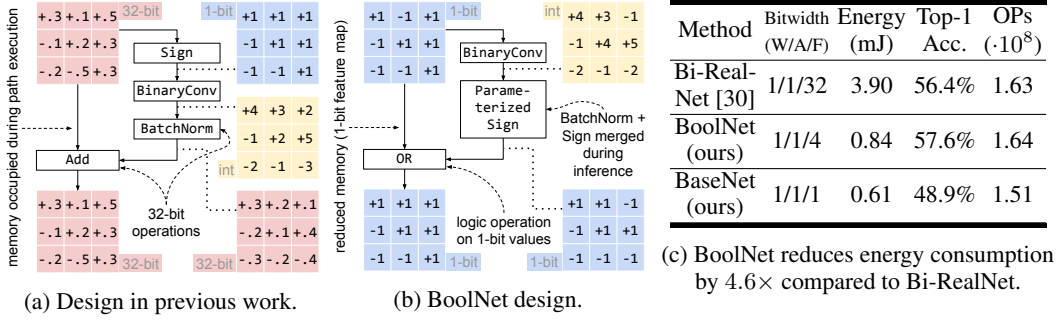 memory occupied during path execution
+.3 +.1 +.5
-.1 +.2 +.3
-.2 -.5 +.3
32-bit
1-bit
+1 +1 +1
-1 +1 +1
-1 -1 +1
Sign
BinaryConv
BatchNorm
Add
+4 +3 +2
-1 +2 +5
-2 -1 -3
int
32-bit
operations
+.3 +.1 +.5
-.1 +.2 +.3
-.2 -.5 +.3
32-bit
32-bit
+.3 +.2 +.1
-.2 -.1 +.4
-.3 -.2 -.4
(a) Design in previous work.
reduced memory (1-bit feature map)
+1 -1 +1
-1 +1 +1
-1 -1 +1
1-bit
int
+4 +3 -1
-1 +4 +5
-2 -1 -2
BinaryConv
Parame-
terized
Sign
OR
BatchNorm +
Sign merged
during
inference
logic operation
on 1-bit values
+1 +1 +1
-1 +1 +1
-1 -1 +1
1-bit
1-bit
+1 +1 -1
-1 +1 +1
-1 -1 -1
(b) BoolNet design.
Method Bitwidth (W/A/F) Energy (mJ) Top-1 Acc. OPs (·10⁸)
Bi-Real-
Net [30] 1/1/32 3.90 56.4% 1.63
BoolNet
(ours) 1/1/4 0.84 57.6% 1.64
BaseNet
(ours) 1/1/1 0.61 48.9% 1.51
(c) BoolNet reduces energy consumption
by 4.6× compared to Bi-RealNet.